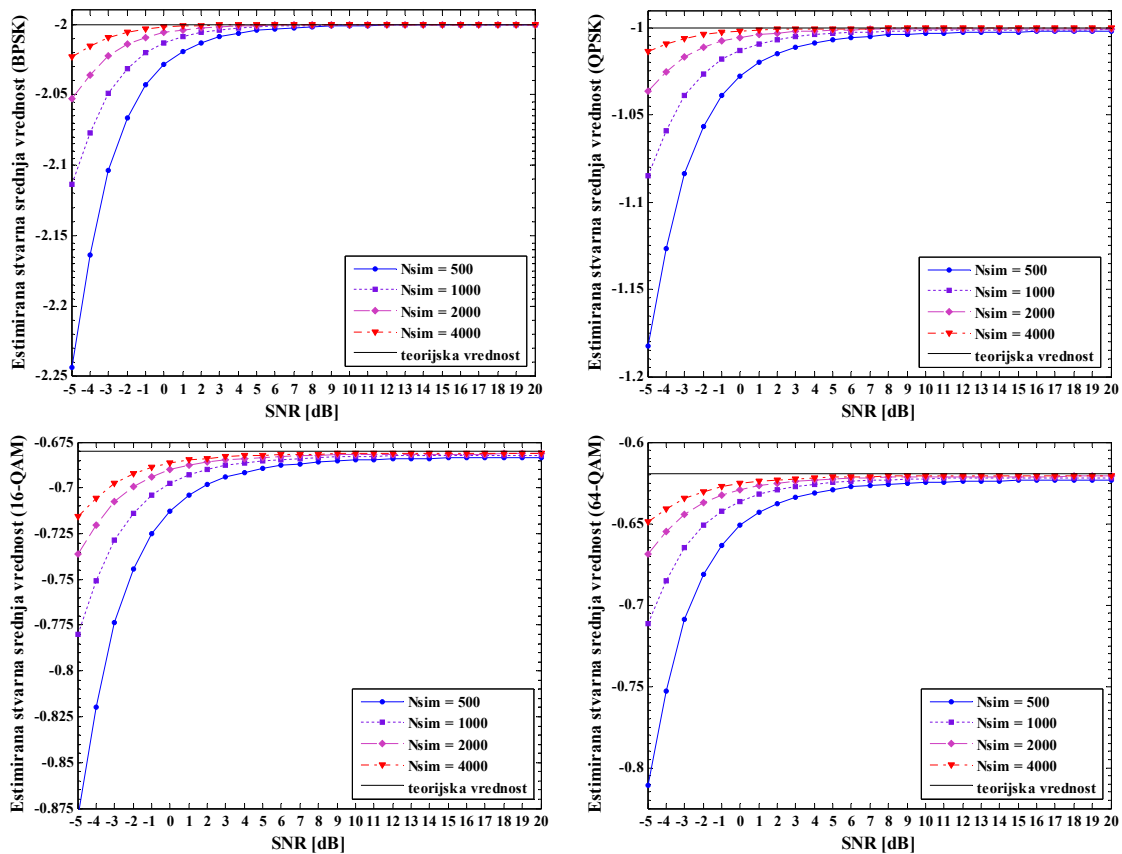 Estimirana stvarna srednja vrednost (BPSK)
-2
-2.05
-2.1
-2.15
-2.2
-2.25
-5 -4 -3 -2 -1 0 1 2 3 4 5 6 7 8 9 10 11 12 13 14 15 16 17 18 19 20
SNR [dB]
Nsim = 500
Nsim = 1000
Nsim = 2000
Nsim = 4000
teorijska vrednost
Estimirana stvarna srednja vrednost (QPSK)
-1
-1.05
-1.1
-1.15
-1.2
-5 -4 -3 -2 -1 0 1 2 3 4 5 6 7 8 9 10 11 12 13 14 15 16 17 18 19 20
SNR [dB]
Nsim = 500
Nsim = 1000
Nsim = 2000
Nsim = 4000
teorijska vrednost
Estimirana stvarna srednja vrednost (16-QAM)
-0.675
-0.7
-0.725
-0.75
-0.775
-0.8
-0.825
-0.85
-0.875
-5 -4 -3 -2 -1 0 1 2 3 4 5 6 7 8 9 10 11 12 13 14 15 16 17 18 19 20
SNR [dB]
Nsim = 500
Nsim = 1000
Nsim = 2000
Nsim = 4000
teorijska vrednost
Estimirana stvarna srednja vrednost (64-QAM)
-0.6
-0.65
-0.7
-0.75
-0.8
-5 -4 -3 -2 -1 0 1 2 3 4 5 6 7 8 9 10 11 12 13 14 15 16 17 18 19 20
SNR [dB]
Nsim = 500
Nsim = 1000
Nsim = 2000
Nsim = 4000
teorijska vrednost